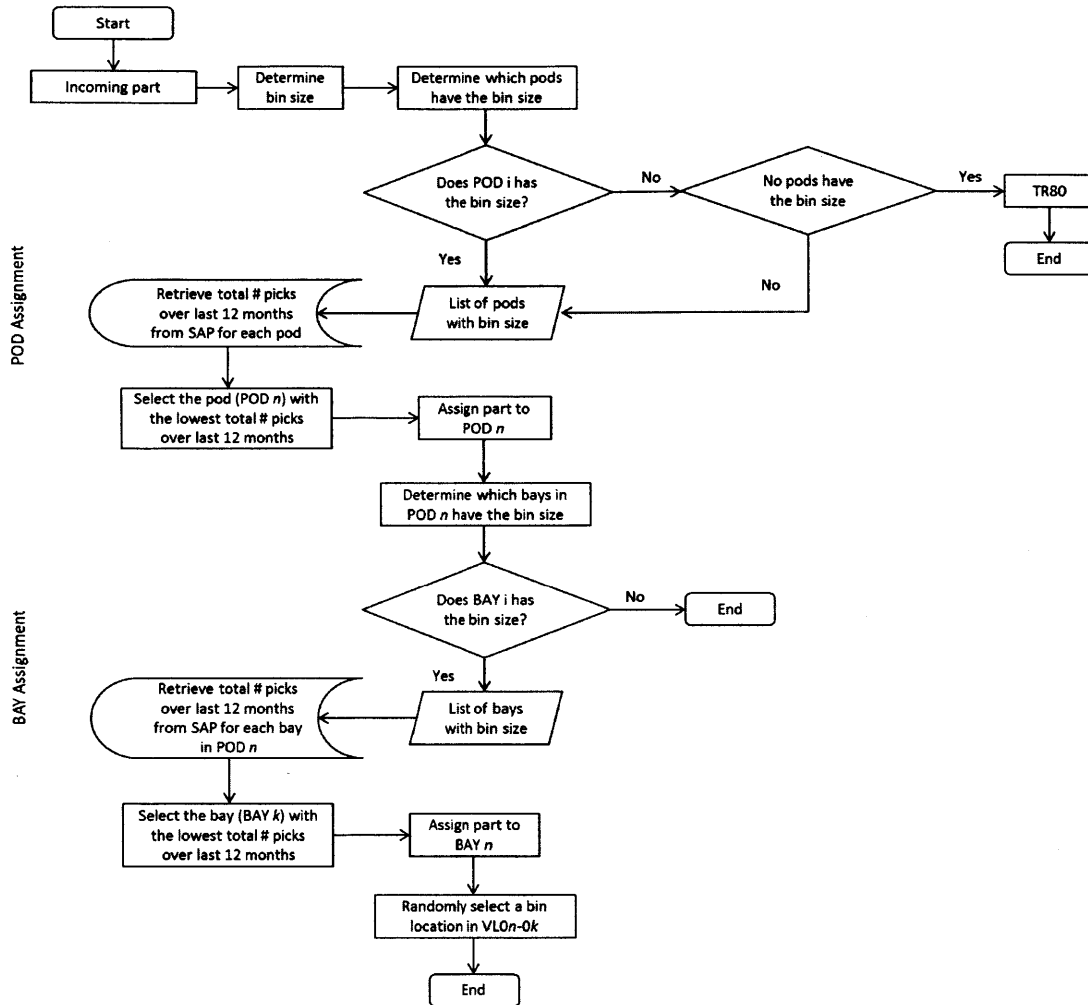 Start
Incoming part
Determine
bin size
Determine which pods
have the bin size
Does POD i has
the bin size?
No
No pods have
the bin size
Yes
TR80
End
Yes
No
POD Assignment
Retrieve total # picks
over last 12 months
from SAP for each pod
List of pods
with bin size
Select the pod (POD n) with
the lowest total # picks
over last 12 months
Assign part to
POD n
Determine which bays in
POD n have the bin size
Does BAY i has
the bin size?
No
End
BAY Assignment
Yes
Retrieve total # picks
over last 12 months
from SAP for each bay
in POD n
List of bays
with bin size
Select the bay (BAY k) with
the lowest total # picks
over last 12 months
Assign part to
BAY n
Randomly select a bin
location in VL0n-0k
End